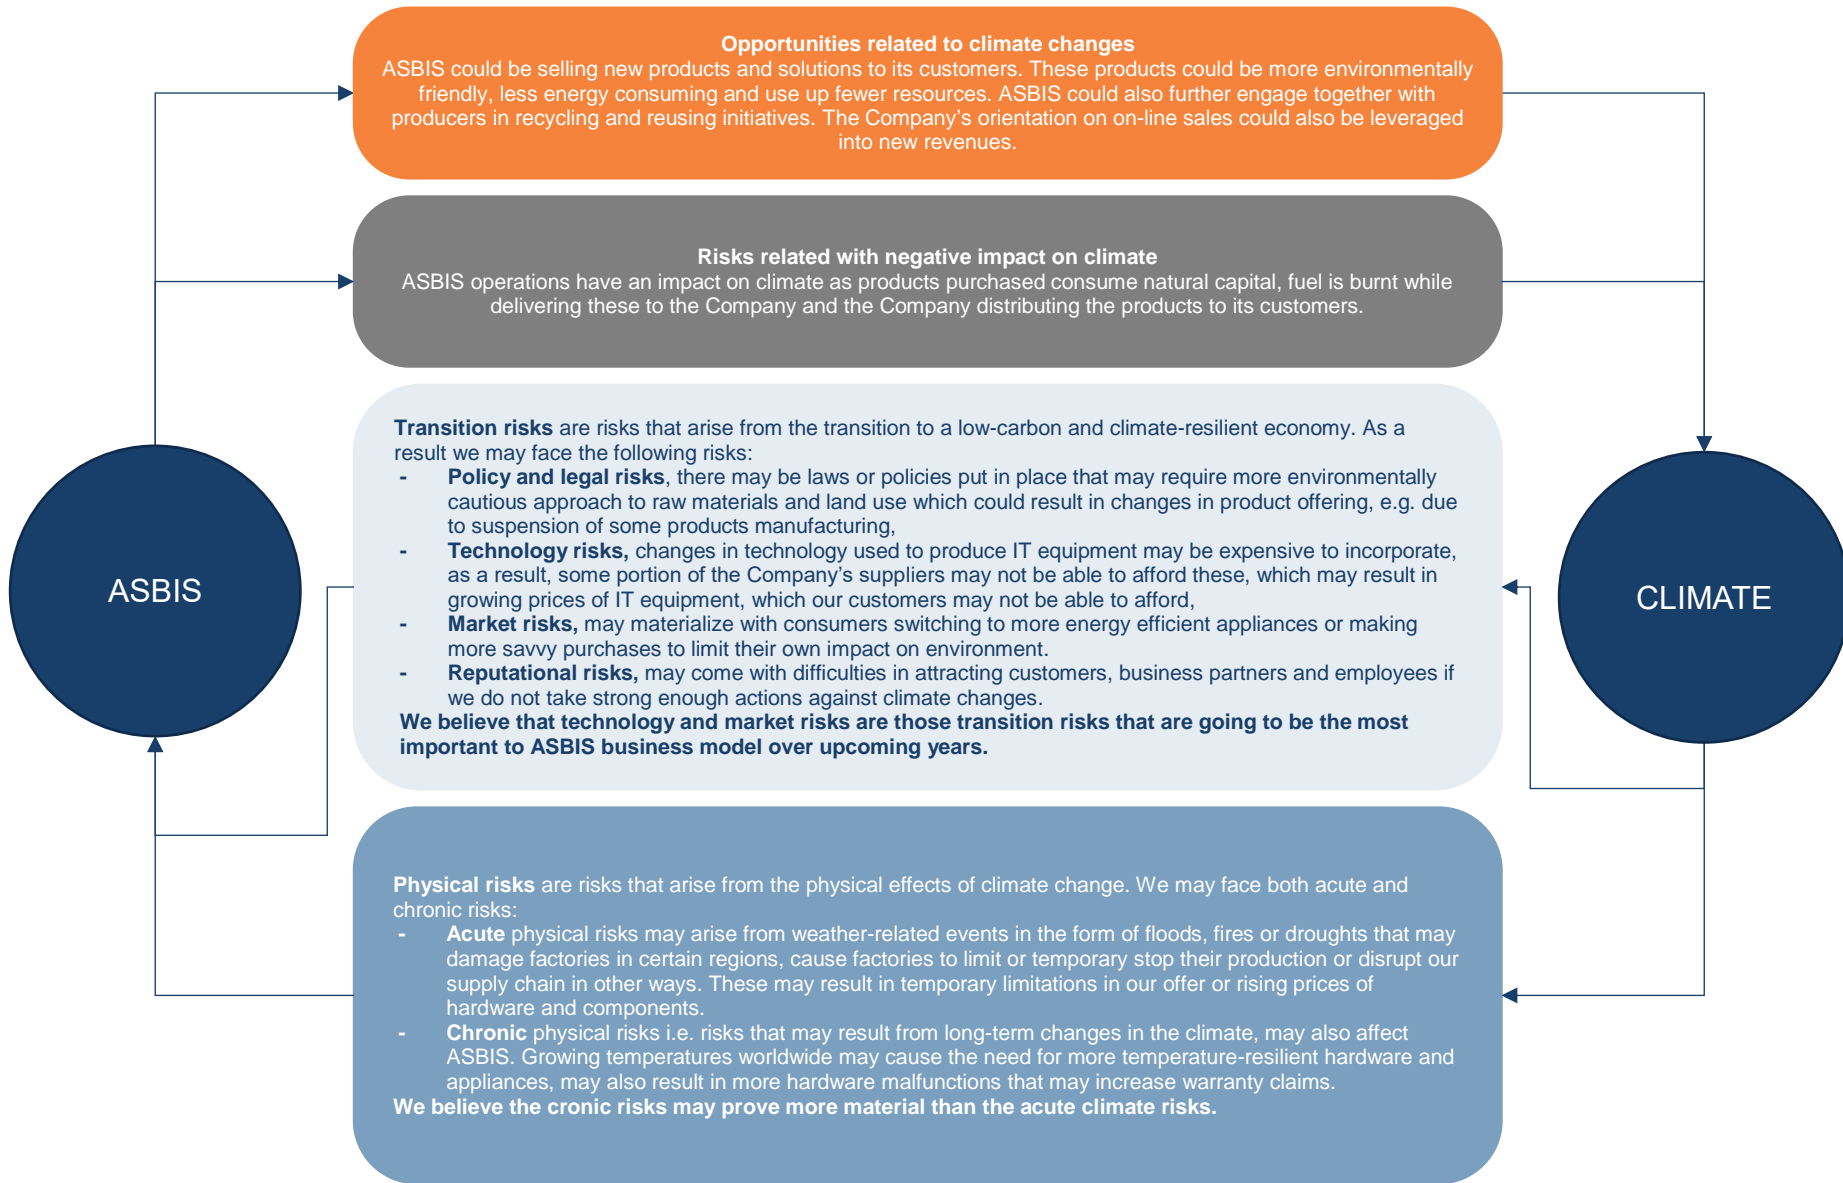 Opportunities related to climate changes
ASBIS could be selling new products and solutions to its customers. These products could be more environmentally
friendly, less energy consuming and use up fewer resources. ASBIS could also further engage together with
producers in recycling and reusing initiatives. The Company's orientation on on-line sales could also be leveraged
into new revenues.
Risks related with negative impact on climate
ASBIS operations have an impact on climate as products purchased consume natural capital, fuel is burnt while
delivering these to the Company and the Company distributing the products to its customers.
ASBIS
Transition risks are risks that arise from the transition to a low-carbon and climate-resilient economy. As a
result we may face the following risks:
- Policy and legal risks, there may be laws or policies put in place that may require more environmentally
cautious approach to raw materials and land use which could result in changes in product offering, e.g. due
to suspension of some products manufacturing,
- Technology risks, changes in technology used to produce IT equipment may be expensive to incorporate,
as a result, some portion of the Company's suppliers may not be able to afford these, which may result in
growing prices of IT equipment, which our customers may not be able to afford,
- Market risks, may materialize with consumers switching to more energy efficient appliances or making
more savvy purchases to limit their own impact on environment.
- Reputational risks, may come with difficulties in attracting customers, business partners and employees if
we do not take strong enough actions against climate changes.
We believe that technology and market risks are those transition risks that are going to be the most
important to ASBIS business model over upcoming years.
CLIMATE
Physical risks are risks that arise from the physical effects of climate change. We may face both acute and
chronic risks:
- Acute physical risks may arise from weather-related events in the form of floods, fires or droughts that may
damage factories in certain regions, cause factories to limit or temporary stop their production or disrupt our
supply chain in other ways. These may result in temporary limitations in our offer or rising prices of
hardware and components.
- Chronic physical risks i.e. risks that may result from long-term changes in the climate, may also affect
ASBIS. Growing temperatures worldwide may cause the need for more temperature-resilient hardware and
appliances, may also result in more hardware malfunctions that may increase warranty claims.
We believe the cronic risks may prove more material than the acute climate risks.